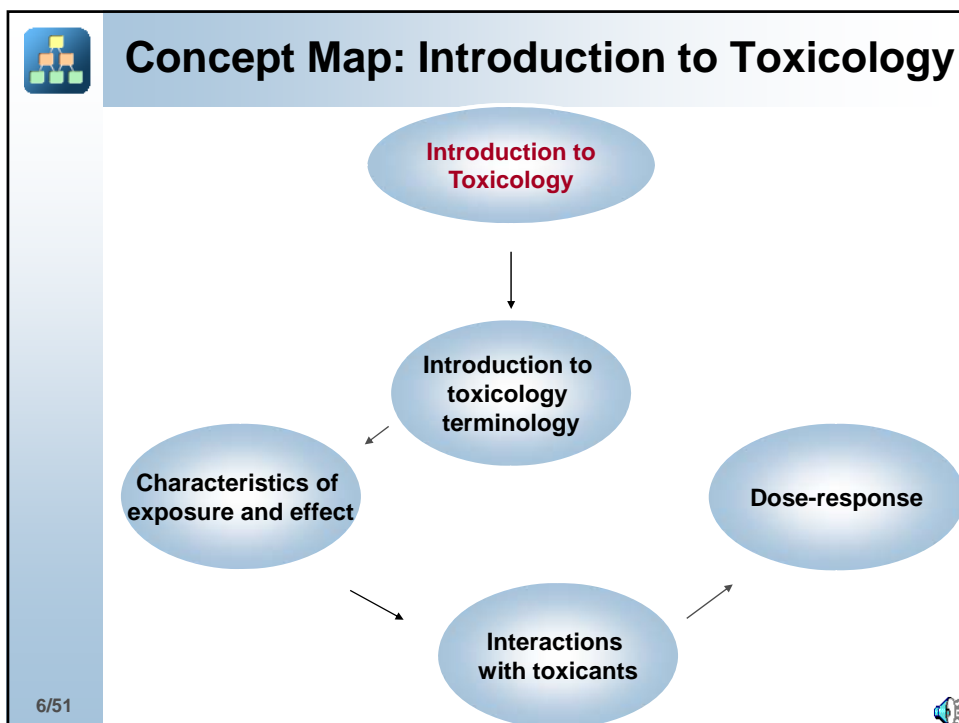 Concept Map: Introduction to Toxicology
Introduction to
Toxicology
Introduction to
toxicology
terminology
Characteristics of
exposure and effect
Dose-response
Interactions
with toxicants
6/51